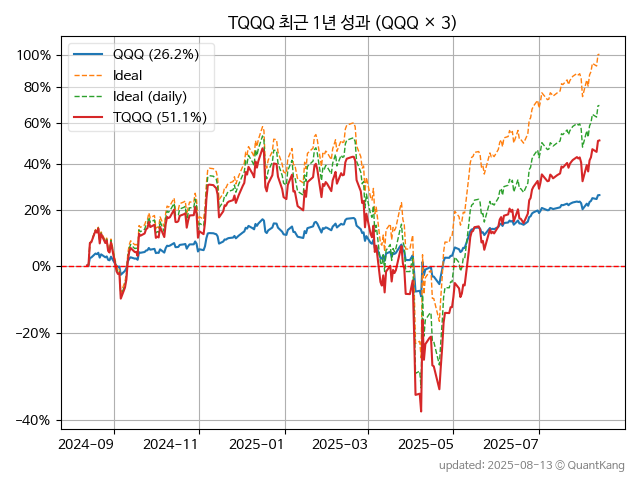 TQQQ 최근 1년 성과 (QQQ × 3)
QQQ (26.2%)
Ideal
Ideal (daily)
TQQQ (51.1%)
100%
80%
60%
40%
20%
0%
−20%
−40%
2024-09
2024-11
2025-01
2025-03
2025-05
2025-07
updated: 2025-08-13 © QuantKang